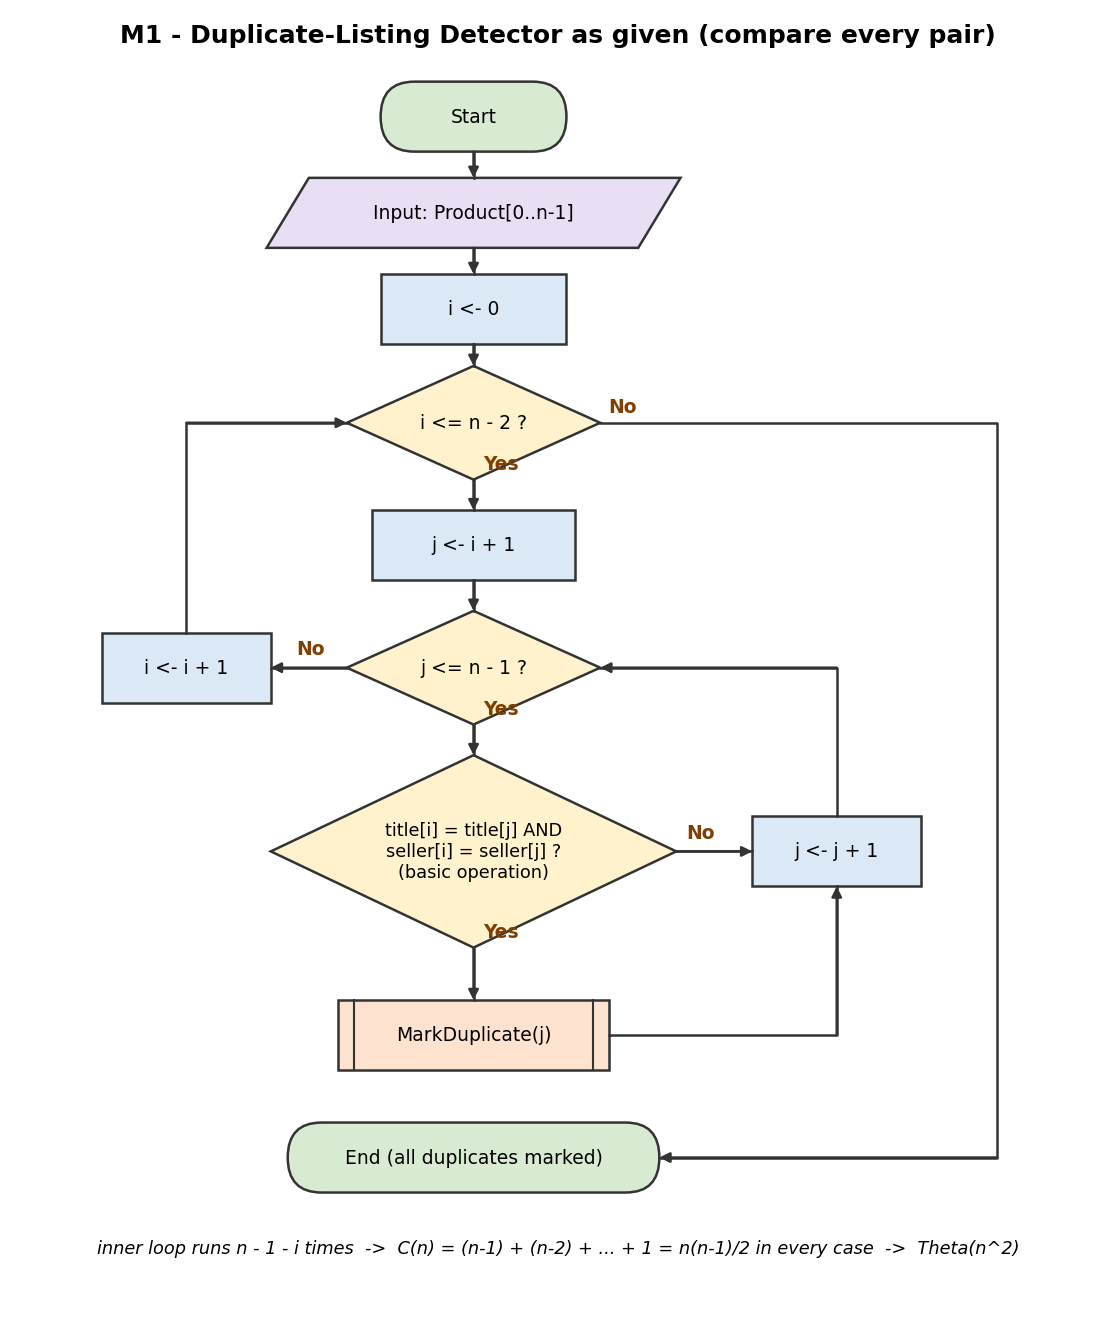 M1 - Duplicate-Listing Detector as given (compare every pair)
Start
Input: Product[0..n-1]
i <- 0
i <= n - 2 ?
No
Yes
j <- i + 1
j <= n - 1 ?
No
i <- i + 1
Yes
title[i] = title[j] AND
seller[i] = seller[j] ?
(basic operation)
No
j <- j + 1
Yes
MarkDuplicate(j)
End (all duplicates marked)
inner loop runs n - 1 - i times -> C(n) = (n-1) + (n-2) + ... + 1 = n(n-1)/2 in every case -> Theta(n^2)